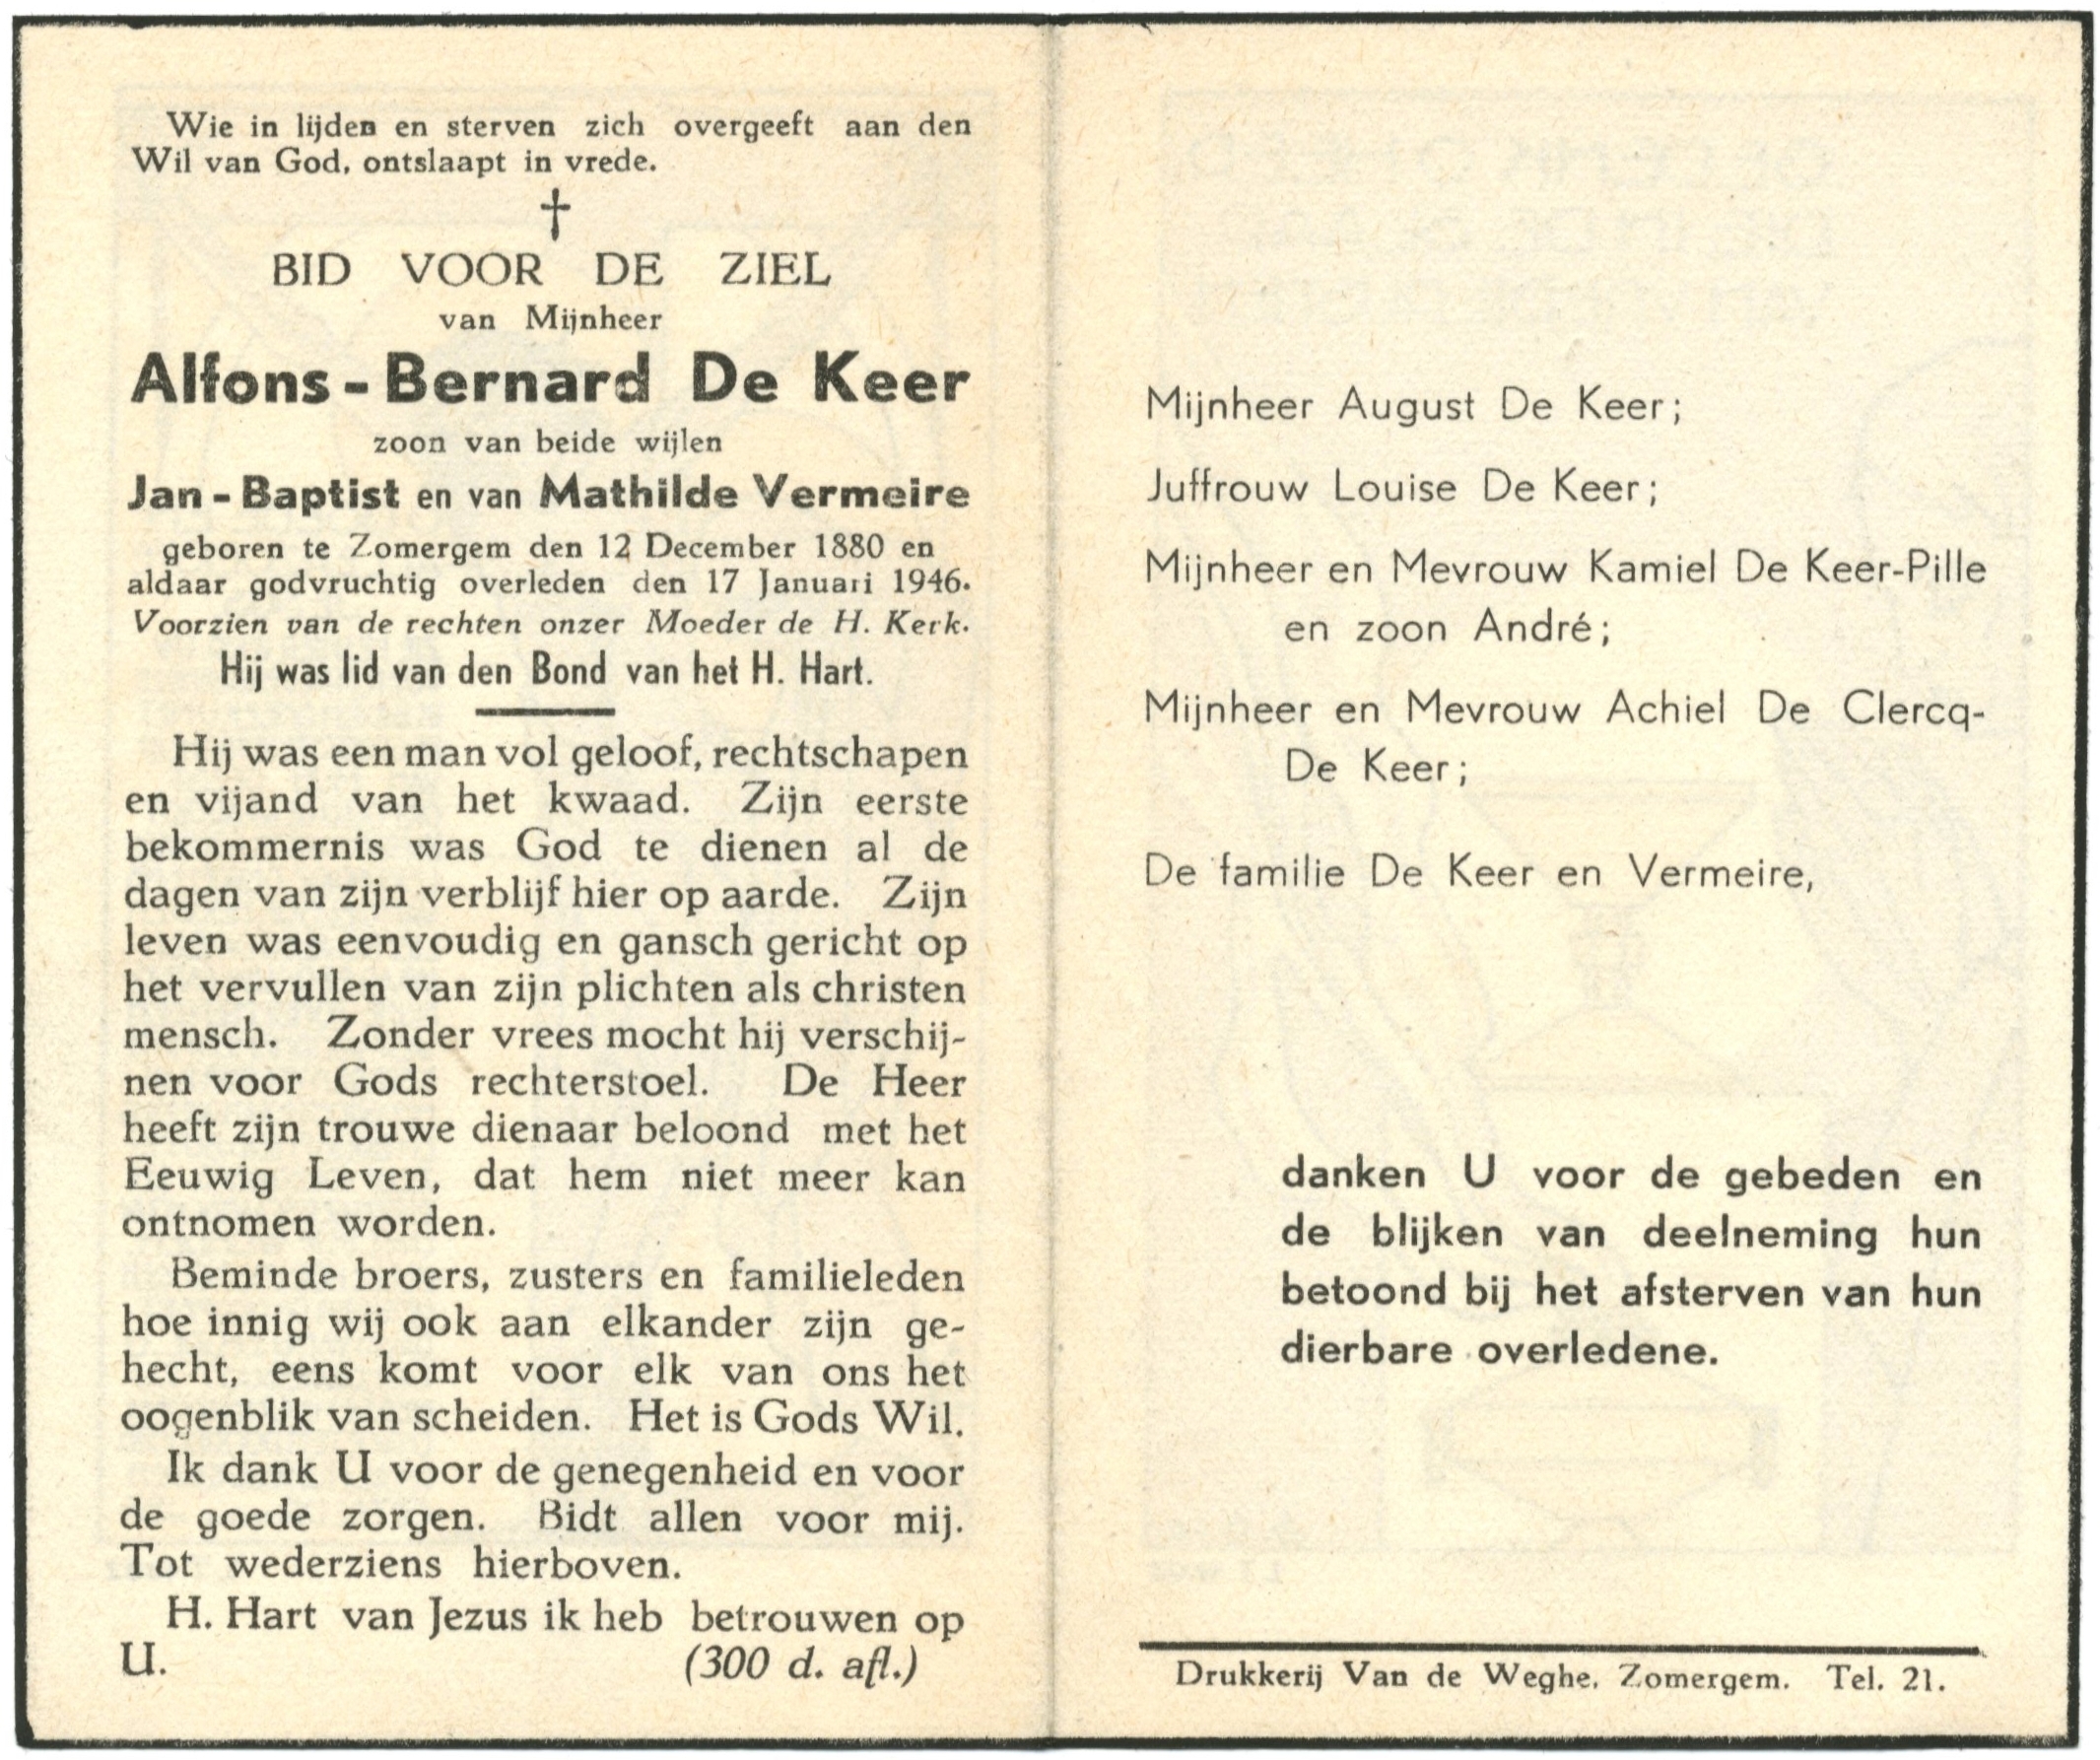 Wie in lijden en sterven zich overgeeft aan den
Wil van God, ontslaapt in vrede.
BID VOOR DE ZIEL
van Mijnheer
Alfons - Bernard De Keer
zoon van beide wijlen
Jan - Baptist en van Mathilde Vermeire
geboren te Zomergem den 12 December 1880 en
aldaar godvruchtig overleden den 17 Januari 1946.
Voorzien van de rechten onzer Moeder de H. Kerk.
Hij was lid van den Bond van het H. Hart.
Hij was een man vol geloof, rechtschapen
en vijand van het kwaad. Zijn eerste
bekommernis was God te dienen al de
dagen van zijn verblijf hier op aarde. Zijn
leven was eenvoudig en gansch gericht op
het vervullen van zijn plichten als christen
mensch. Zonder vrees mocht hij verschij-
nen voor Gods rechterstoel. De Heer
heeft zijn trouwe dienaar beloond met het
Eeuwig Leven, dat hem niet meer kan
ontnomen worden.
Beminde broers, zusters en familieleden
hoe innig wij ook aan elkander zijn ge-
hecht, eens komt voor elk van ons het
oogenblik van scheiden. Het is Gods Wil.
Ik dank U voor de genegenheid en voor
de goede zorgen. Bidt allen voor mij.
Tot wederziens hierboven.
H. Hart van Jezus ik heb betrouwen op
U. (300 d. afl.)
Mijnheer August De Keer;
Juffrouw Louise De Keer;
Mijnheer en Mevrouw Kamiel De Keer-Pille
en zoon André;
Mijnheer en Mevrouw Achiel De Clercq-
De Keer;
De familie De Keer en Vermeire,
danken U voor de gebeden en
de blijken van deelneming hun
betoond bij het afsterven van hun
dierbare overledene.
Drukkerij Van de Weghe, Zomergem. Tel. 21.